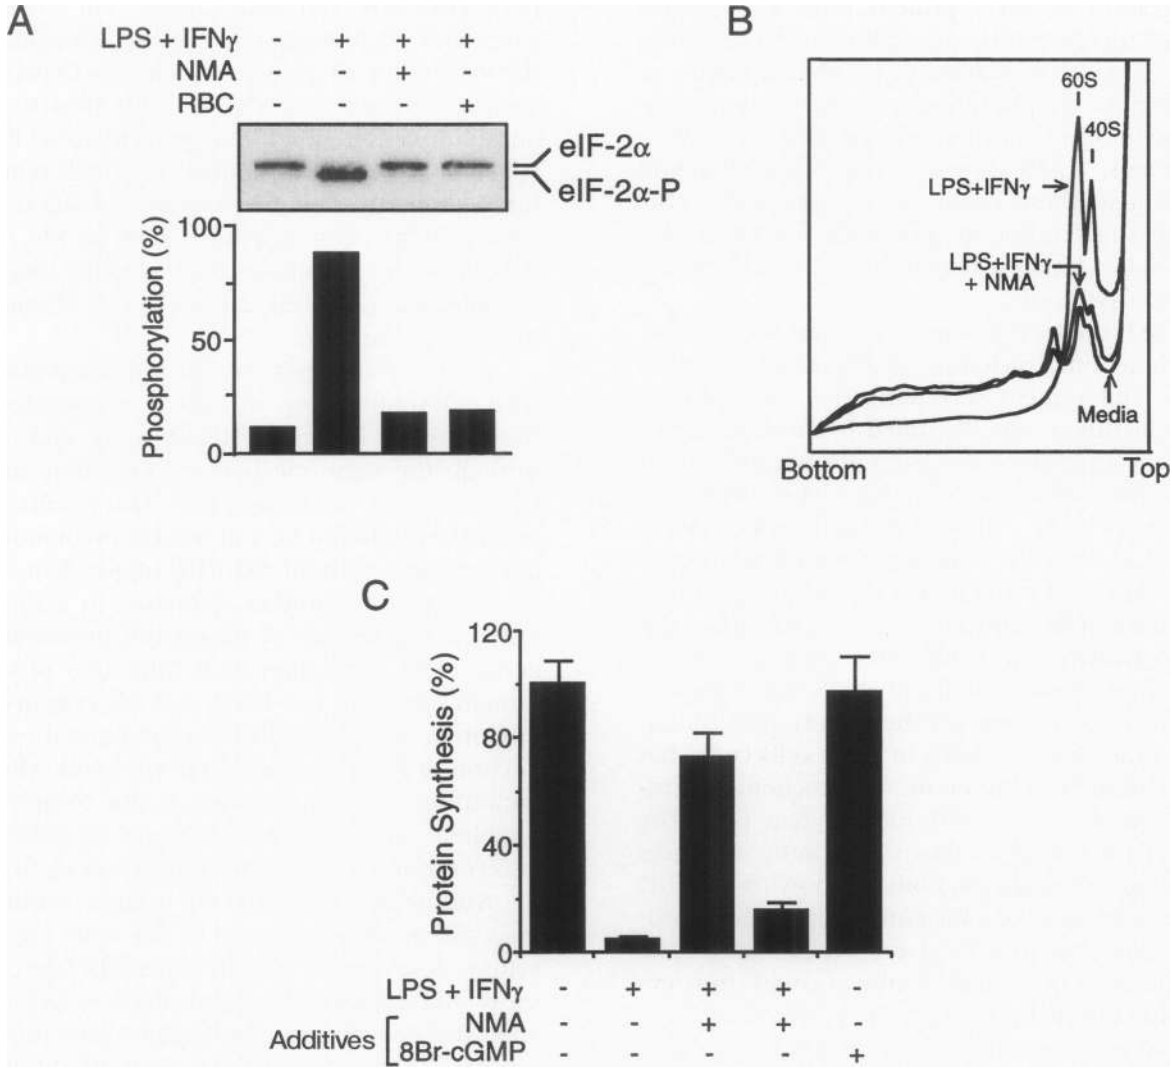 A
LPS + IFNγ - + + +
NMA - - + -
RBC - - - +
eIF-2α
eIF-2α-P
100
50
0
Phosphorylation (%)
B
60S
40S
LPS+IFNγ
LPS+IFNγ
+ NMA
Media
Bottom Top
C
120
80
40
0
Protein Synthesis (%)
LPS + IFNγ - + + + -
Additives
NMA - - + + -
8Br-cGMP - - - - +